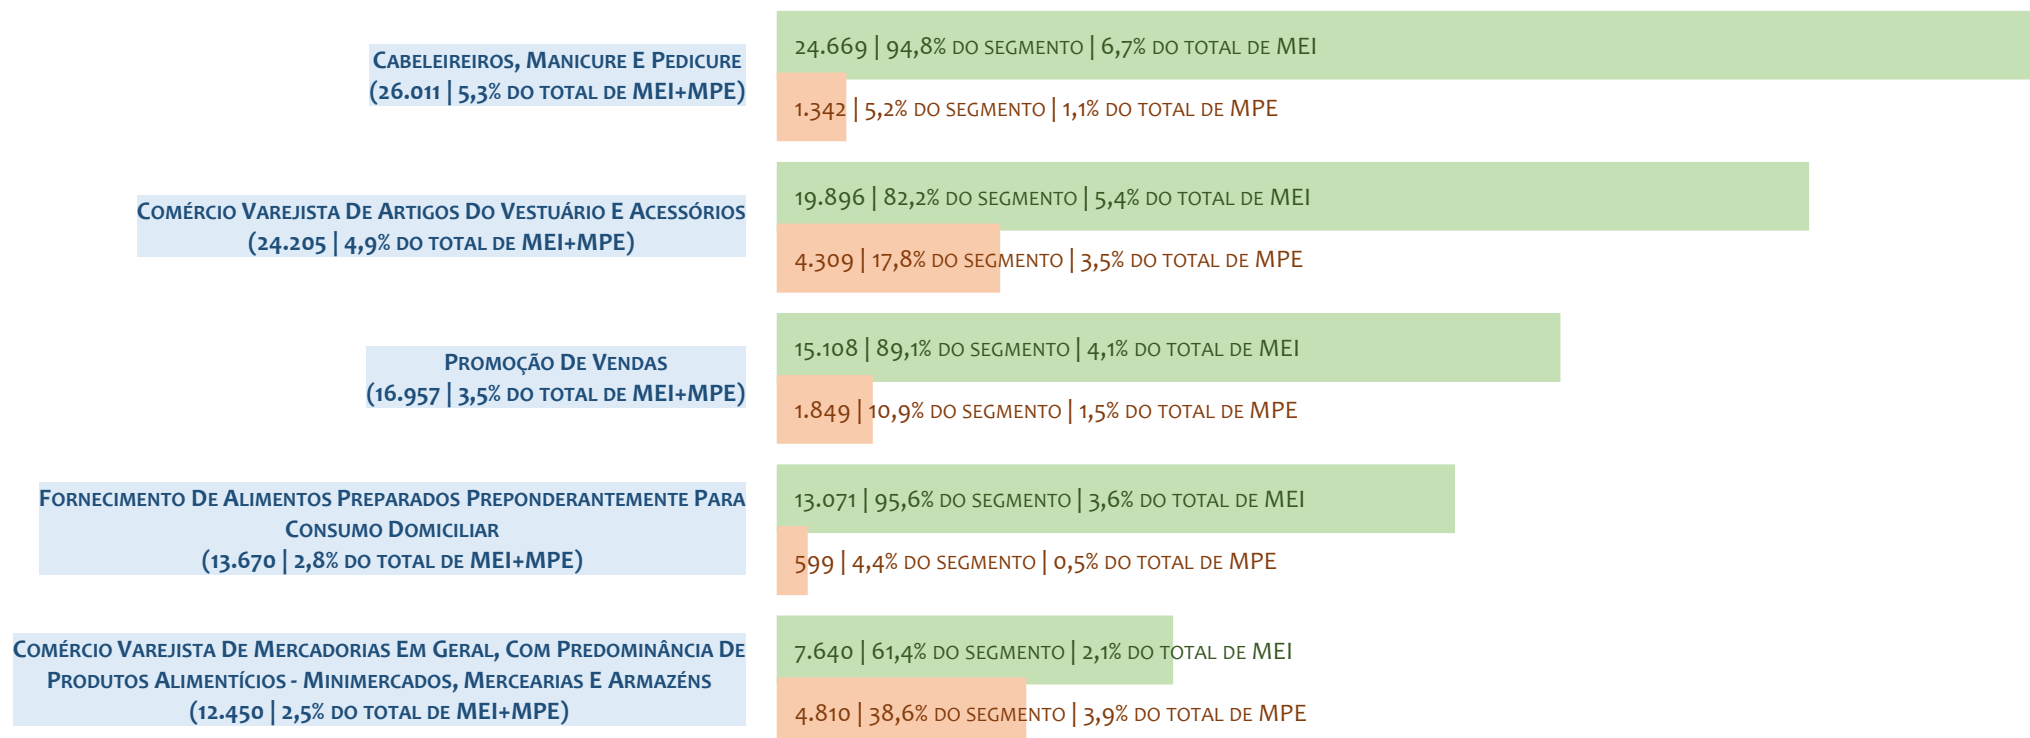 Cabeleireiros, Manicure E Pedicure
(26.011 | 5,3% do total de MEI+MPE)
24.669 | 94,8% do segmento | 6,7% do total de MEI
1.342 | 5,2% do segmento | 1,1% do total de MPE
Comércio Varejista De Artigos Do Vestuário E Acessórios
(24.205 | 4,9% do total de MEI+MPE)
19.896 | 82,2% do segmento | 5,4% do total de MEI
4.309 | 17,8% do segmento | 3,5% do total de MPE
Promoção De Vendas
(16.957 | 3,5% do total de MEI+MPE)
15.108 | 89,1% do segmento | 4,1% do total de MEI
1.849 | 10,9% do segmento | 1,5% do total de MPE
Fornecimento De Alimentos Preparados Preponderantemente Para
Consumo Domiciliar
(13.670 | 2,8% do total de MEI+MPE)
13.071 | 95,6% do segmento | 3,6% do total de MEI
599 | 4,4% do segmento | 0,5% do total de MPE
Comércio Varejista De Mercadorias Em Geral, Com Predominância De
Produtos Alimentícios - Minimercados, Mercearias E Armazéns
(12.450 | 2,5% do total de MEI+MPE)
7.640 | 61,4% do segmento | 2,1% do total de MEI
4.810 | 38,6% do segmento | 3,9% do total de MPE